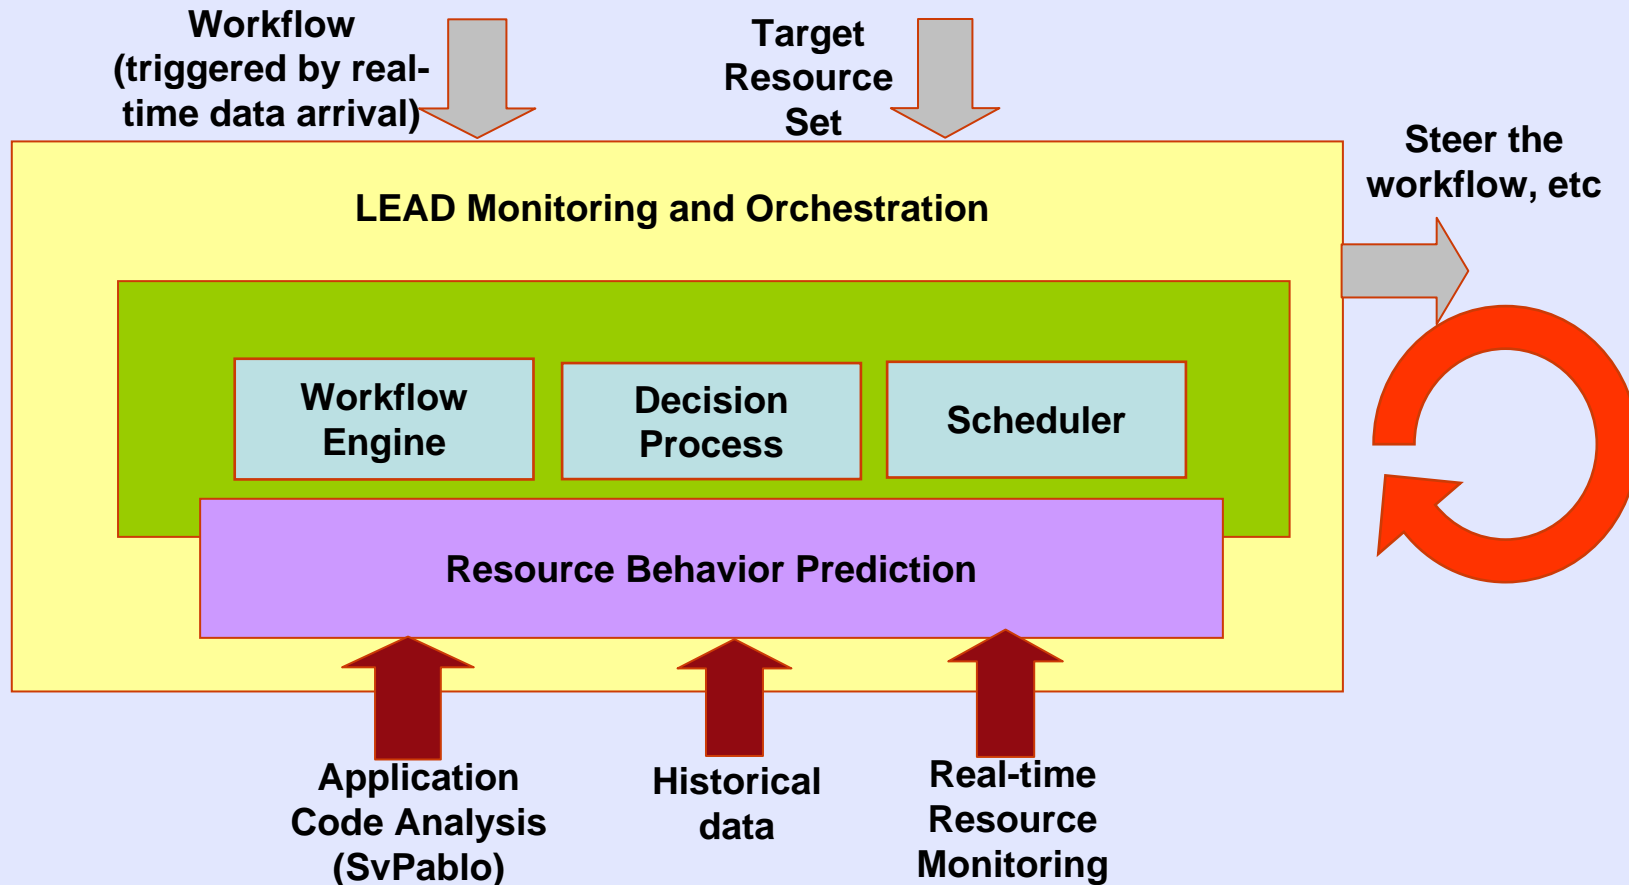 Workflow
(triggered by real-
time data arrival)
Target
Resource
Set
Steer the
workflow, etc
LEAD Monitoring and Orchestration
Workflow
Engine
Decision
Process
Scheduler
Resource Behavior Prediction
Application
Code Analysis
(SvPablo)
Historical
data
Real-time
Resource
Monitoring